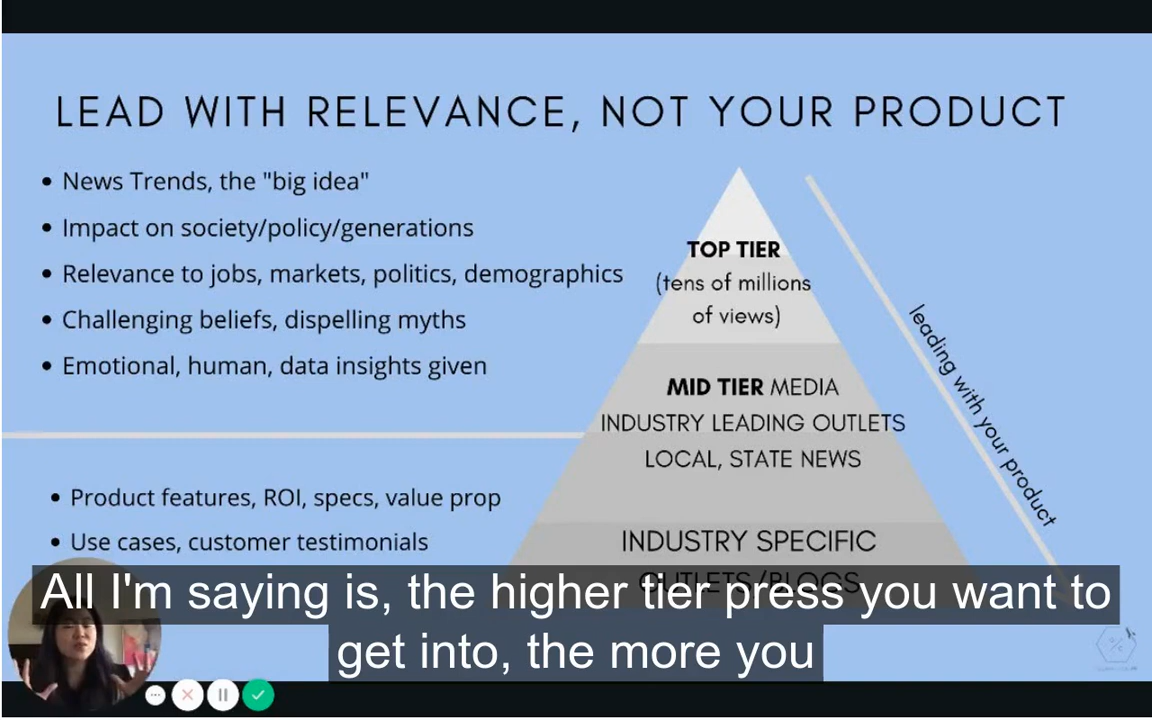 LEAD WITH RELEVANCE, NOT YOUR PRODUCT
• News Trends, the "big idea"
• Impact on society/policy/generations
• Relevance to jobs, markets, politics, demographics
• Challenging beliefs, dispelling myths
• Emotional, human, data insights given
• Product features, ROI, specs, value prop
• Use cases, customer testimonials
TOP TIER
(tens of millions
of views)
MID TIER MEDIA
INDUSTRY LEADING OUTLETS
LOCAL, STATE NEWS
INDUSTRY SPECIFIC
OUTLETS/BLOGS
leading with your product
All I'm saying is, the higher tier press you want to
get into, the more you